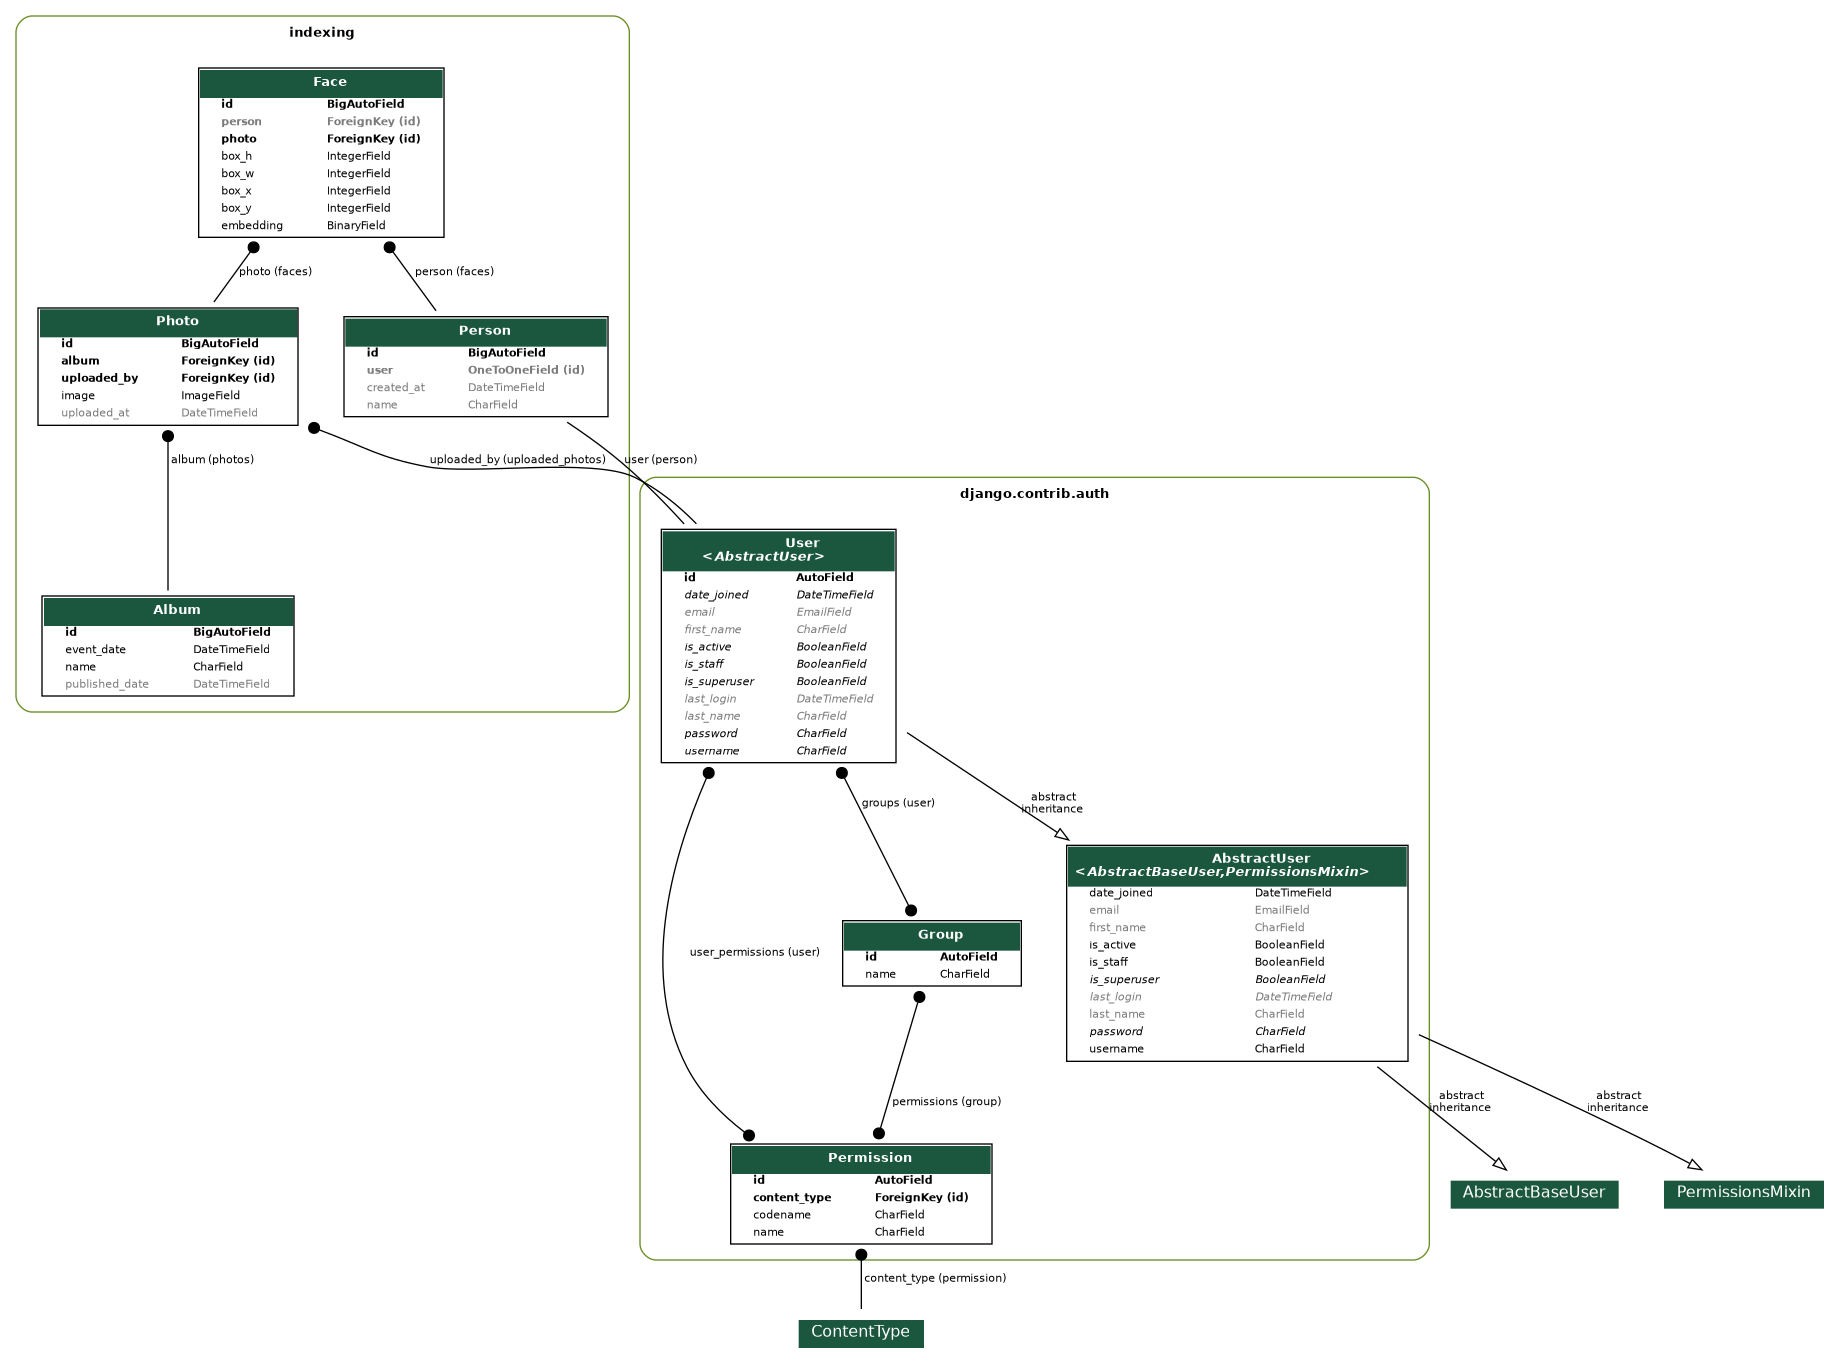 indexing
Face
id BigAutoField
person ForeignKey (id)
photo ForeignKey (id)
box_h IntegerField
box_w IntegerField
box_x IntegerField
box_y IntegerField
embedding BinaryField
photo (faces)
person (faces)
Photo
id BigAutoField
album ForeignKey (id)
uploaded_by ForeignKey (id)
image ImageField
uploaded_at DateTimeField
Person
id BigAutoField
user OneToOneField (id)
created_at DateTimeField
name CharField
album (photos)
uploaded_by (uploaded_photos)
user (person)
Album
id BigAutoField
event_date DateTimeField
name CharField
published_date DateTimeField
django.contrib.auth
User
<AbstractUser>
id AutoField
date_joined DateTimeField
email EmailField
first_name CharField
is_active BooleanField
is_staff BooleanField
is_superuser BooleanField
last_login DateTimeField
last_name CharField
password CharField
username CharField
groups (user)
abstract
inheritance
AbstractUser
<AbstractBaseUser,PermissionsMixin>
date_joined DateTimeField
email EmailField
first_name CharField
is_active BooleanField
is_staff BooleanField
is_superuser BooleanField
last_login DateTimeField
last_name CharField
password CharField
username CharField
user_permissions (user)
Group
id AutoField
name CharField
permissions (group)
abstract
inheritance
abstract
inheritance
Permission
id AutoField
content_type ForeignKey (id)
codename CharField
name CharField
AbstractBaseUser
PermissionsMixin
content_type (permission)
ContentType